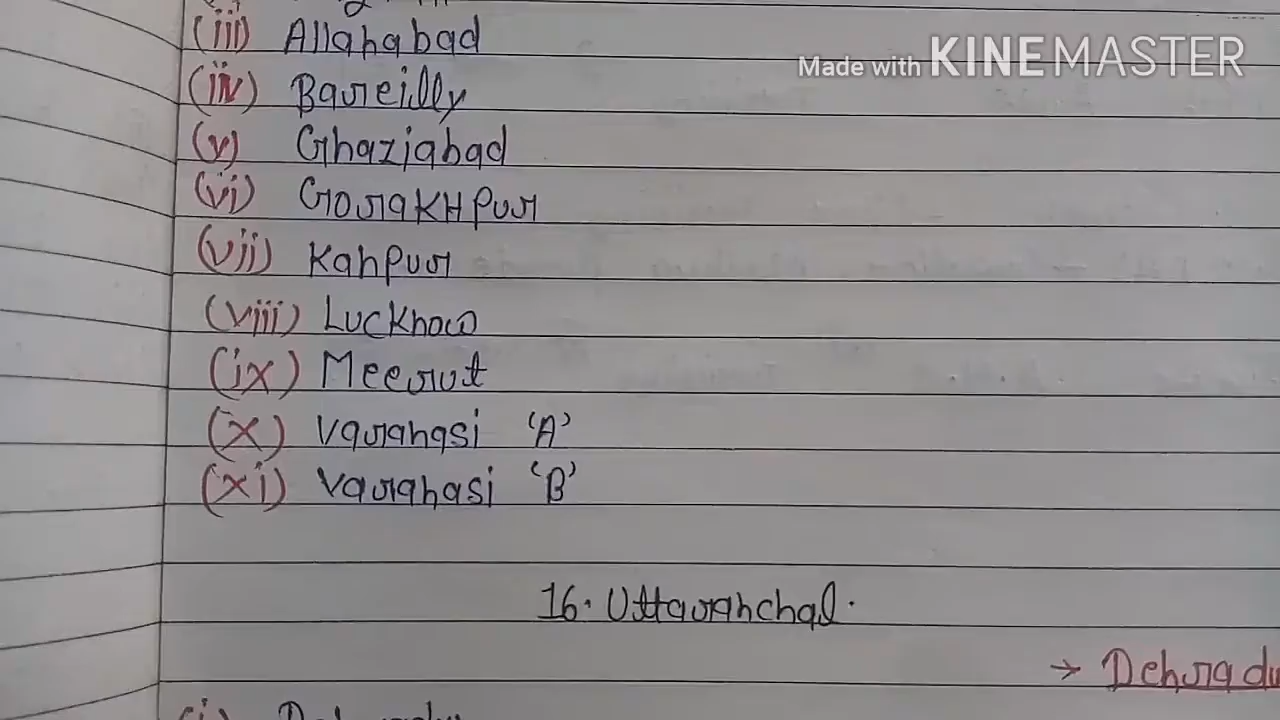 (iii) Allahabad
Made with KINEMASTER
(iv) Bareilly
(v) Ghaziabad
(vi) GorakHpur
(vii) Kanpur
(viii) Lucknow
(ix) Meerut
(x) Varanasi 'A'
(xi) Varanasi 'B'
16. Uttaranchal.
→ Dehradu
(i)